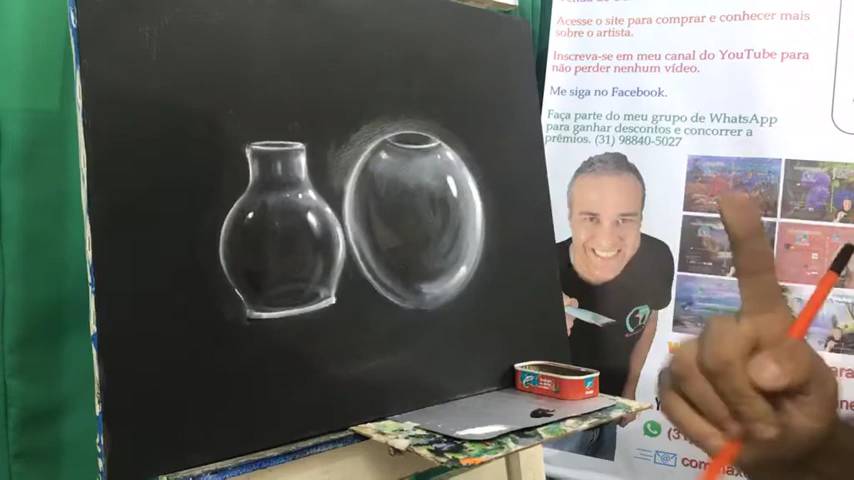 Venda de
Acesse o site para comprar e conhecer mais
sobre o artista.
Inscreva-se em meu canal do YouTube para
não perder nenhum vídeo.
Me siga no Facebook.
Faça parte do meu grupo de WhatsApp
para ganhar descontos e concorrer a
prêmios. (31) 98840-5027